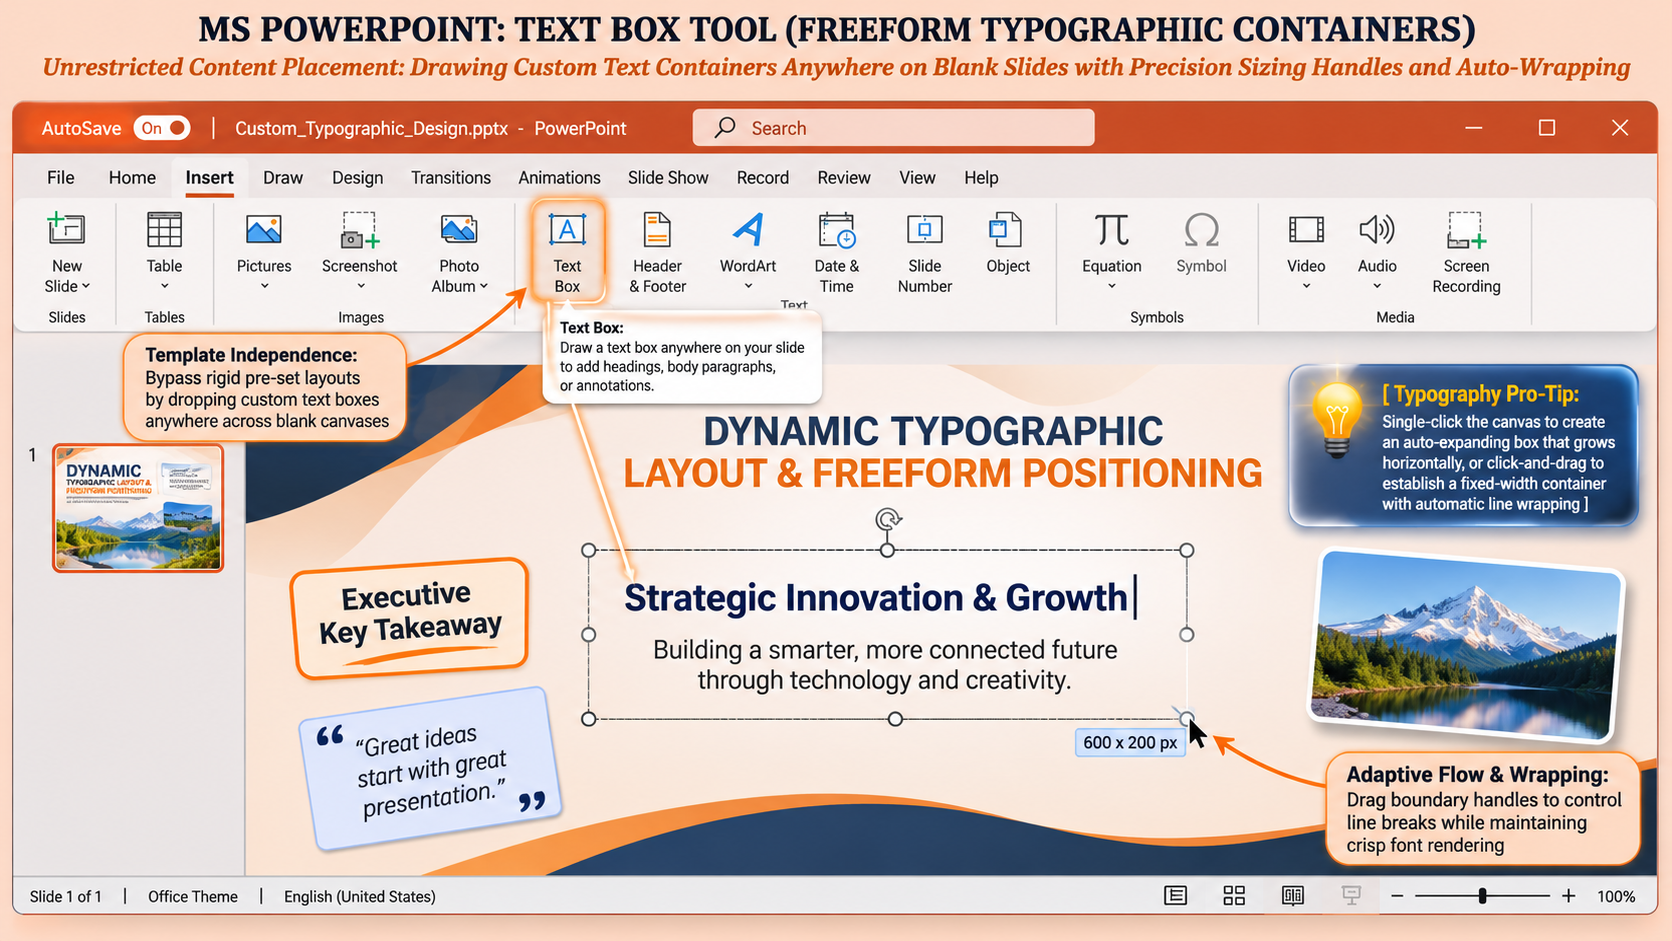 MS POWERPOINT: TEXT BOX TOOL (FREEFORM TYPOGRAPHIIC CONTAINERS)
Unrestricted Content Placement: Drawing Custom Text Containers Anywhere on Blank Slides with Precision Sizing Handles and Auto-Wrapping
AutoSave On | Custom_Typographic_Design.pptx - PowerPoint Search
File Home Insert Draw Design Transitions Animations Slide Show Record Review View Help
New Slide
Table
Pictures
Screenshot
Photo Album
Text Box
Header & Footer
WordArt
Date & Time
Slide Number
Object
Equation
Symbol
Video
Audio
Screen Recording
Slides Tables Images Text Symbols Media
Template Independence:
Bypass rigid pre-set layouts
by dropping custom text boxes
anywhere across blank canvases
Text Box:
Draw a text box anywhere on your slide
to add headings, body paragraphs,
or annotations.
1
DYNAMIC
TYPOGRAPHIC LAYOUT &
DYNAMIC TYPOGRAPHIC
LAYOUT & FREEFORM POSITIONING
[ Typography Pro-Tip:
Single-click the canvas to create
an auto-expanding box that grows
horizontally, or click-and-drag to
establish a fixed-width container
with automatic line wrapping ]
Executive
Key Takeaway
Strategic Innovation & Growth
Building a smarter, more connected future
through technology and creativity.
600 x 200 px
“ “Great ideas
start with great
presentation.” ”
Adaptive Flow & Wrapping:
Drag boundary handles to control
line breaks while maintaining
crisp font rendering
Slide 1 of 1 | Office Theme | English (United States) 100%